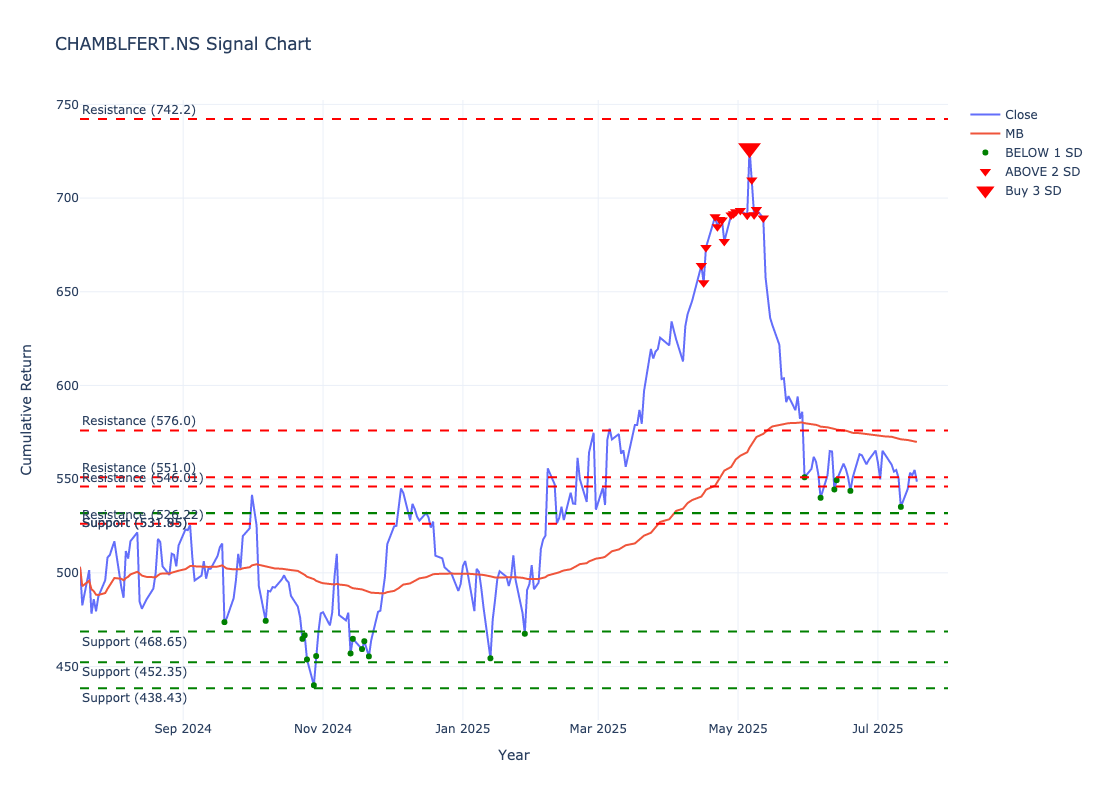 CHAMBLFERT.NS Signal Chart
Cumulative Return
750
700
650
600
550
500
450
Resistance (742.2)
Resistance (576.0)
Resistance (551.0)
Resistance (546.01)
Resistance (526.22)
Support
Support (468.65)
Support (452.35)
Support (438.43)
Sep 2024
Nov 2024
Jan 2025
Mar 2025
May 2025
Jul 2025
Year
Close
MB
BELOW 1 SD
ABOVE 2 SD
Buy 3 SD